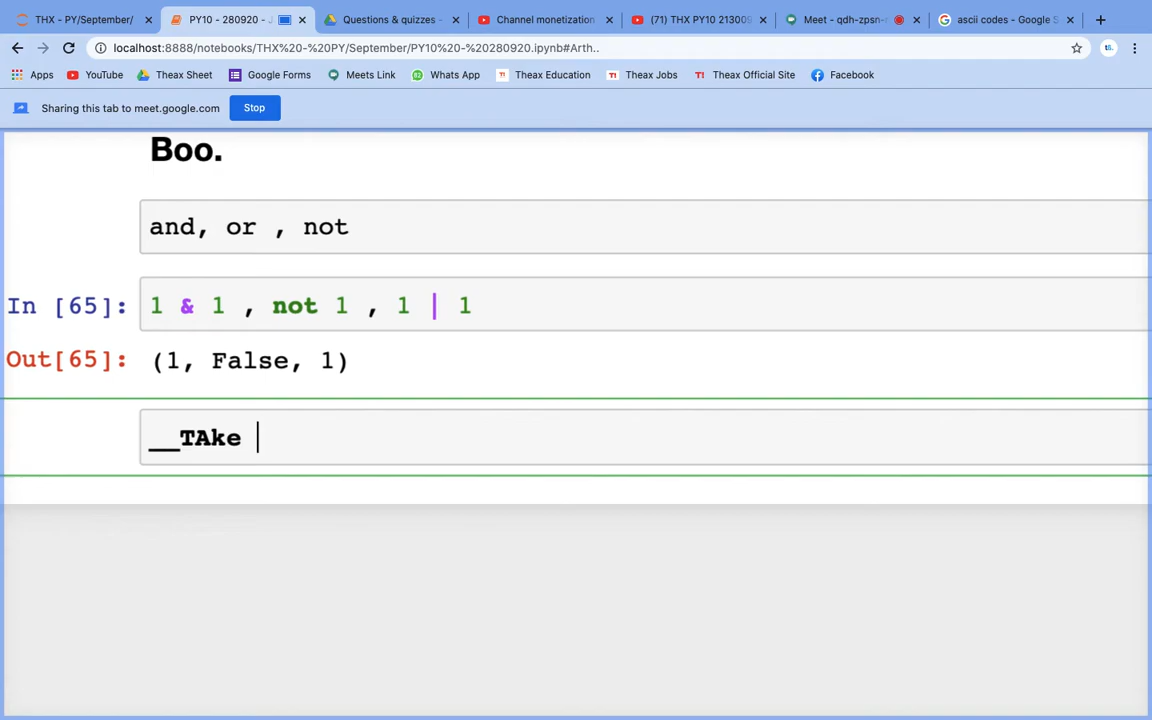 THX - PY/September/
PY10 - 280920 - J
Questions & quizzes -
Channel monetization
(71) THX PY10 213009
Meet - qdh-zpsn-
ascii codes - Google S
localhost:8888/notebooks/THX%20-%20PY/September/PY10%20-%20280920.ipynb#Arth..
Apps
YouTube
Theax Sheet
Google Forms
Meets Link
Whats App
Theax Education
Theax Jobs
Theax Official Site
Facebook
Sharing this tab to meet.google.com
Stop
Boo.
and, or , not
In [65]: 1 & 1 , not 1 , 1 | 1
Out[65]: (1, False, 1)
__TAke